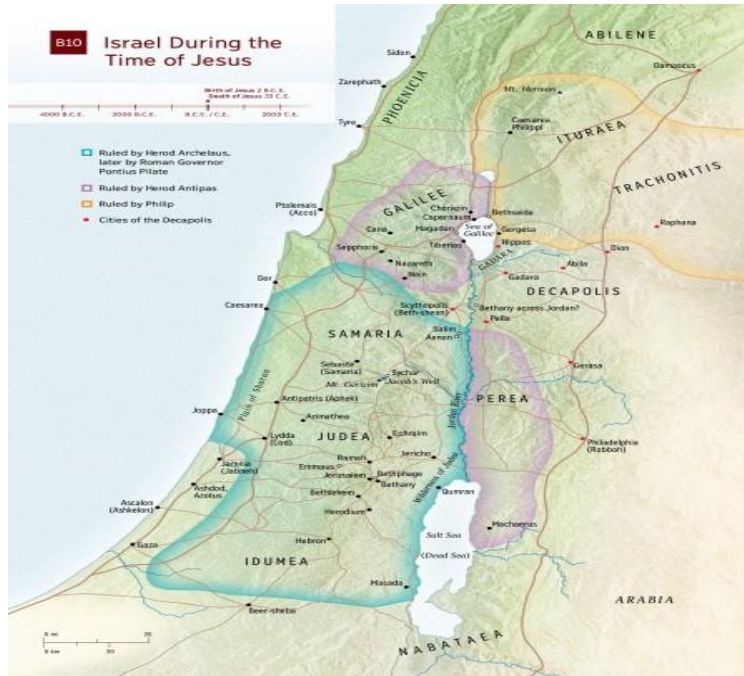 B10
Israel During the
Time of Jesus
Birth of Jesus 2 B.C.E.
Death of Jesus 33 C.E.
4000 B.C.E.
2000 B.C.E.
B.C.E./C.E.
2000 C.E.
Ruled by Herod Archelaus,
later by Roman Governor
Pontius Pilate
Ruled by Herod Antipas
Ruled by Philip
Cities of the Decapolis
ABILENE
Sidon
Damascus
Zarephath
Mt. Hermon
PHOENICIA
Tyre
Caesarea
Philippi
ITURAEA
TRACHONITIS
Ptolemais
(Acco)
GALILEE
Chorazin
Capernaum
Bethsaida
Cana
Magadan
Sea of
Galilee
Gergesa
Raphana
Sepphoris
Tiberias
Hippos
Dion
Nazareth
GADARA
Abila
Nain
Gadara
Dor
DECAPOLIS
Caesarea
Scythopolis
(Beth-shean)
Bethany across Jordan?
Pella
SAMARIA
Salim
Aenon
Sebaste
(Samaria)
Sychar
Jacob's Well
Mt. Gerizim
Gerasa
Plain of Sharon
Antipatris (Aphek)
PEREA
Jordan River
Joppa
Arimathea
Lydda
(Lod)
JUDEA
Ephraim
Philadelphia
(Rabbah)
Jamnia
(Jabneh)
Ramah
Jericho
Emmaus
Jerusalem
Bethphage
Bethany
Ashdod,
Azotus
Wilderness of Judea
Qumran
Ascalon
(Ashkelon)
Bethlehem
Herodium
Machaerus
Gaza
Hebron
Salt Sea
(Dead Sea)
IDUMEA
Masada
ARABIA
Beer-sheba
NABATAEA
0 mi
20
0 km
20